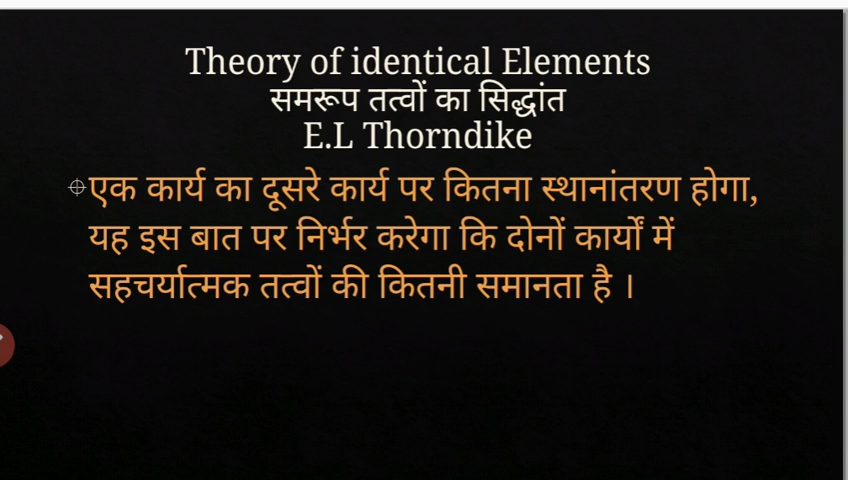 Theory of identical Elements
समरूप तत्वों का सिद्धांत
E.L Thorndike
एक कार्य का दूसरे कार्य पर कितना स्थानांतरण होगा,
यह इस बात पर निर्भर करेगा कि दोनों कार्यों में
सहचर्यात्मक तत्वों की कितनी समानता है ।